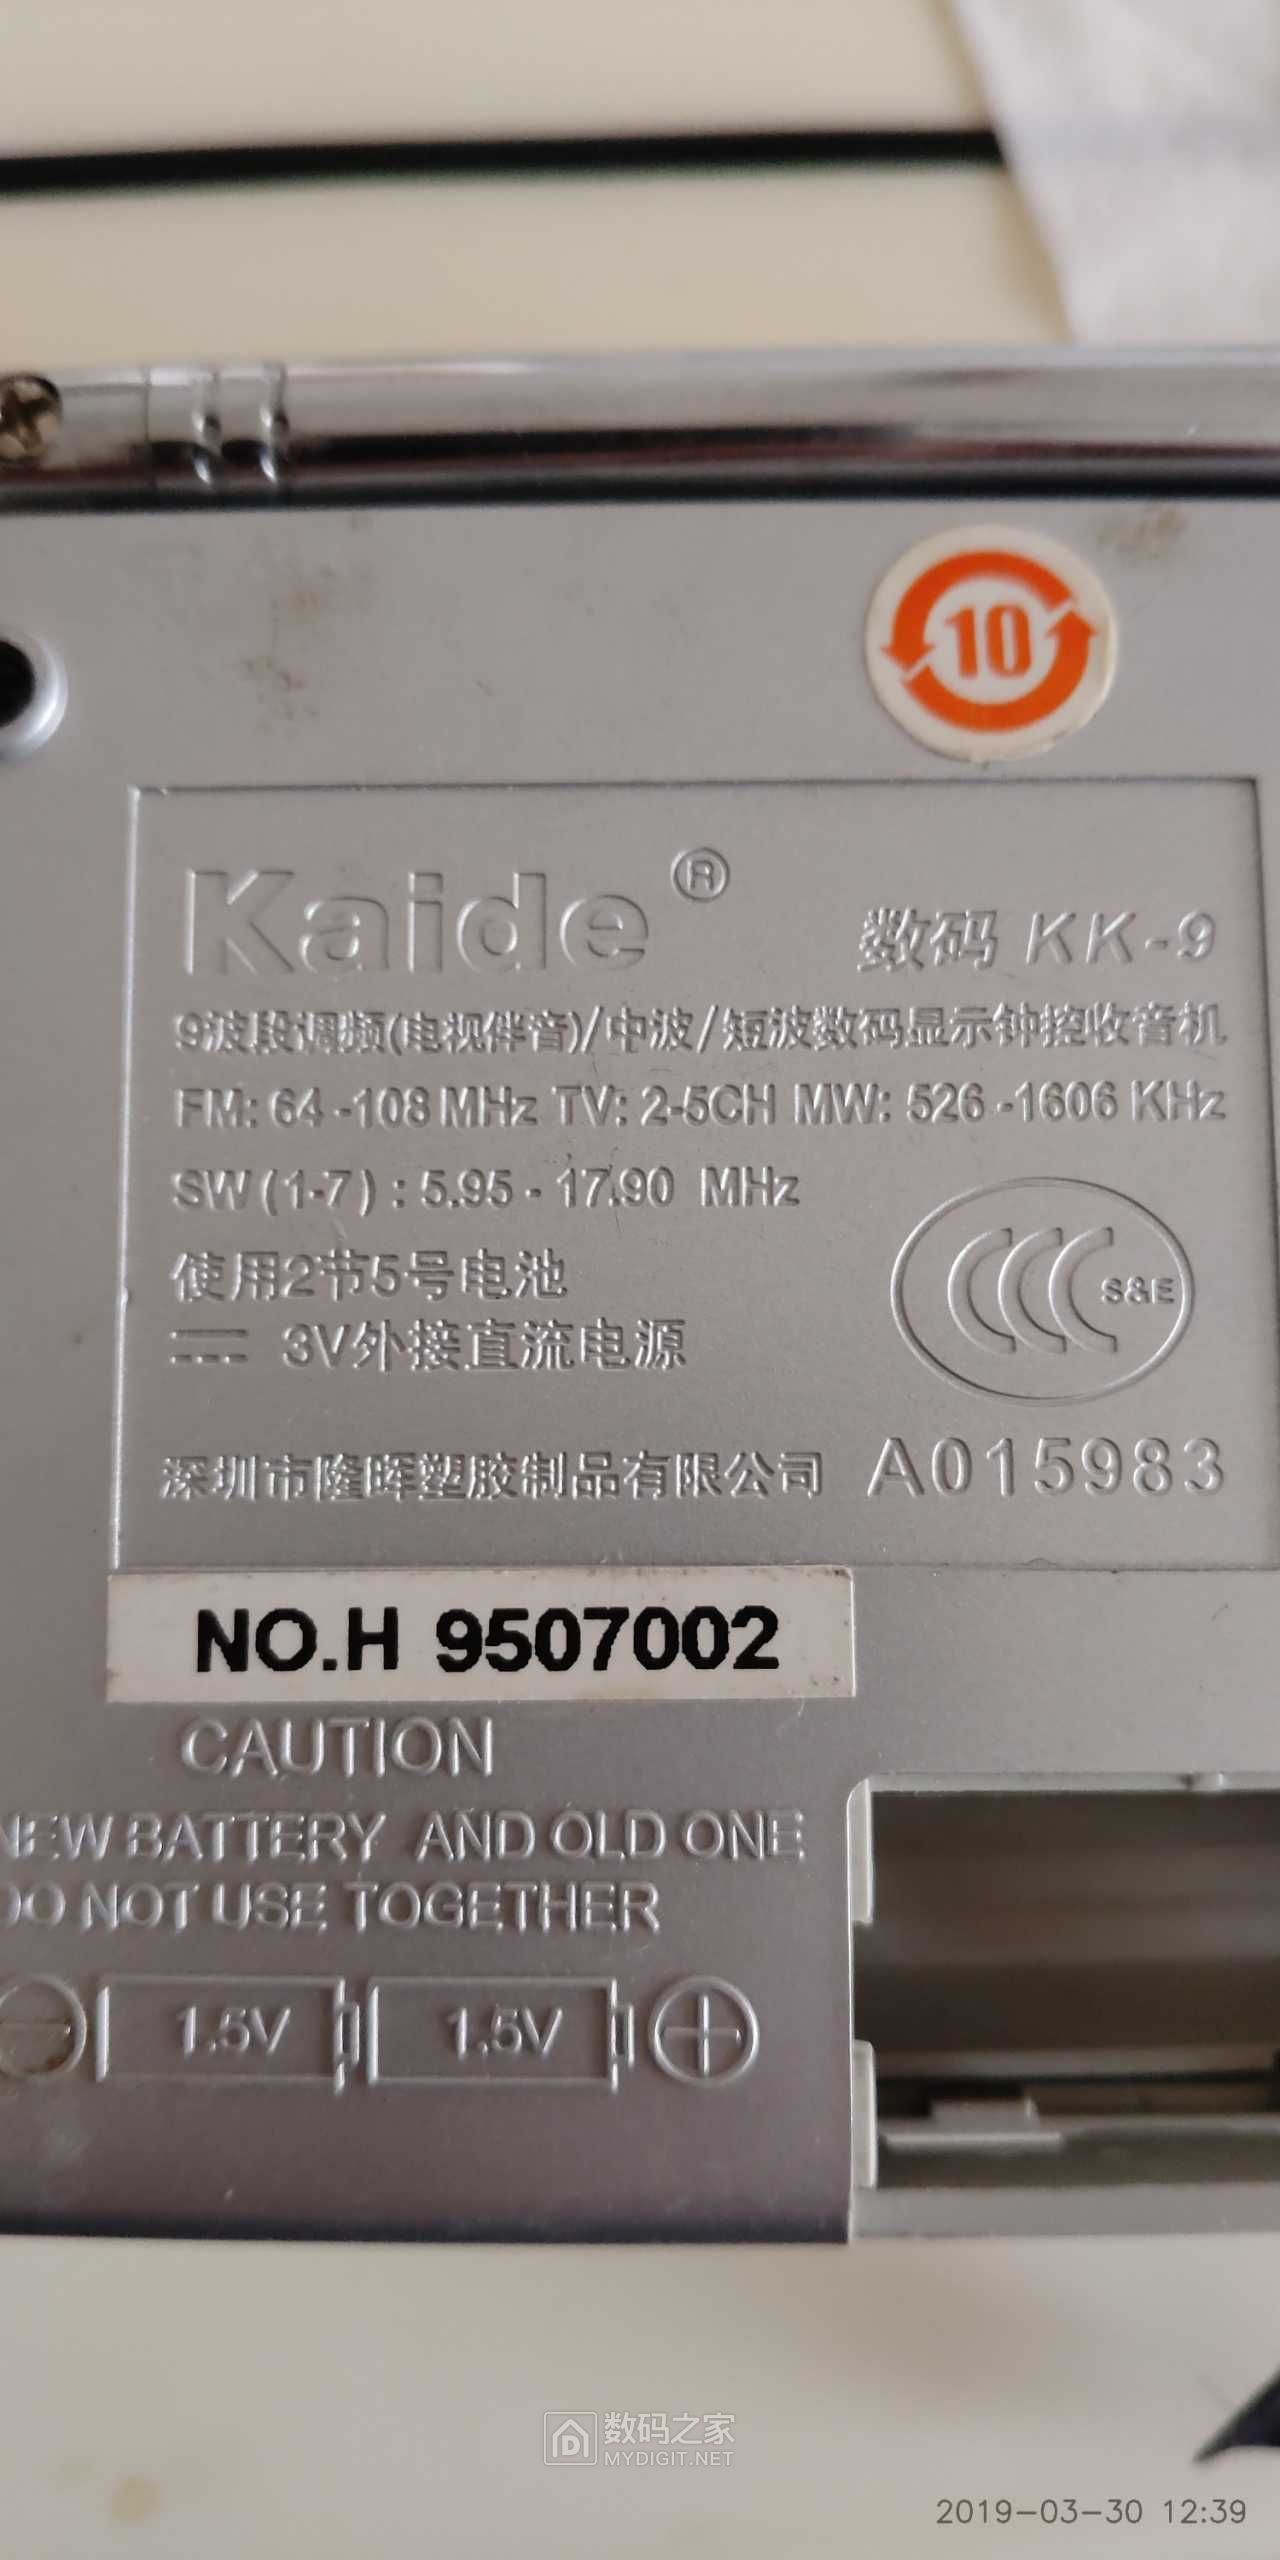 10
Kaide®
数码 KK-9
9波段调频(电视伴音)/中波/短波数码显示钟控收音机
FM: 64 -108 MHz TV: 2-5CH MW: 526 -1606 KHz
SW (1-7) : 5.95 - 17.90 MHz
使用2节5号电池
CCC S&E
3V外接直流电源
深圳市隆晖塑胶制品有限公司 A015983
NO.H 9507002
CAUTION
NEW BATTERY AND OLD ONE
DO NOT USE TOGETHER
1.5V 1.5V
数码之家
MYDIGIT.NET
2019-03-30 12:39